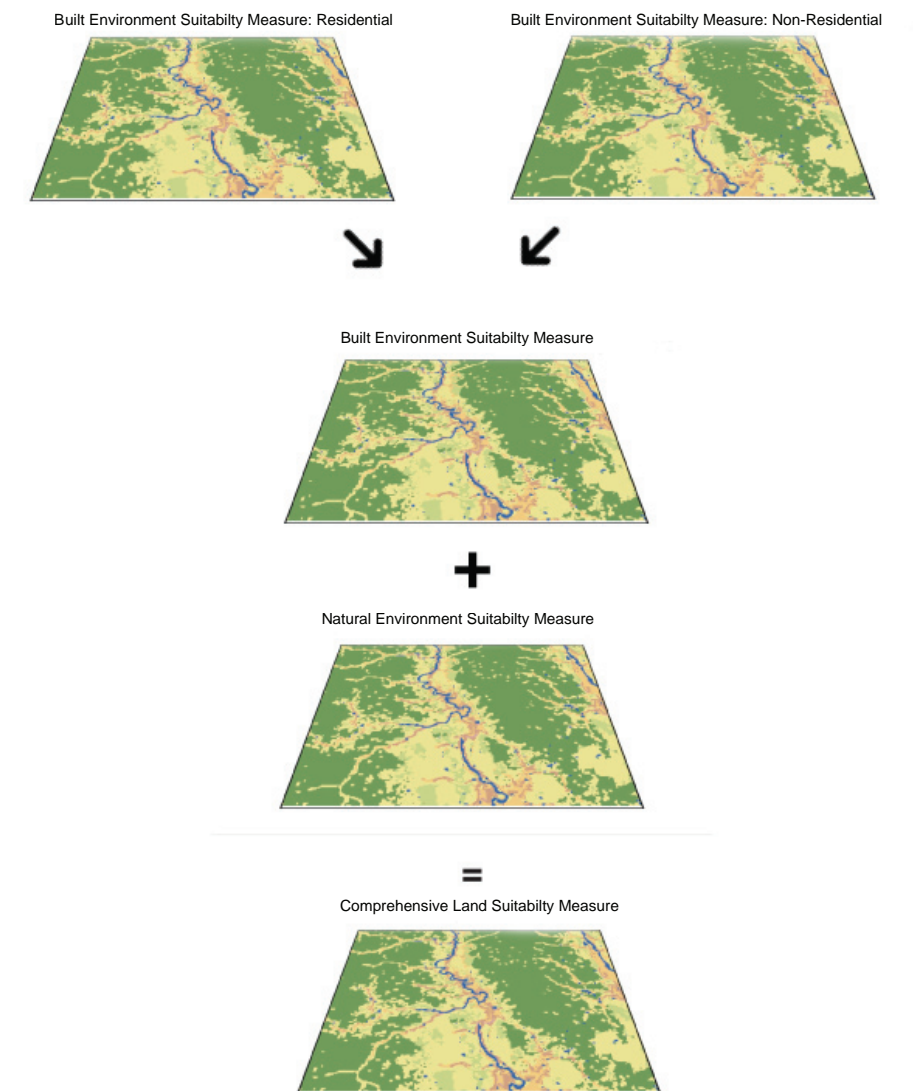 Built Environment Suitabilty Measure: Residential
Built Environment Suitabilty Measure: Non-Residential
Built Environment Suitabilty Measure
+
Natural Environment Suitabilty Measure
=
Comprehensive Land Suitabilty Measure